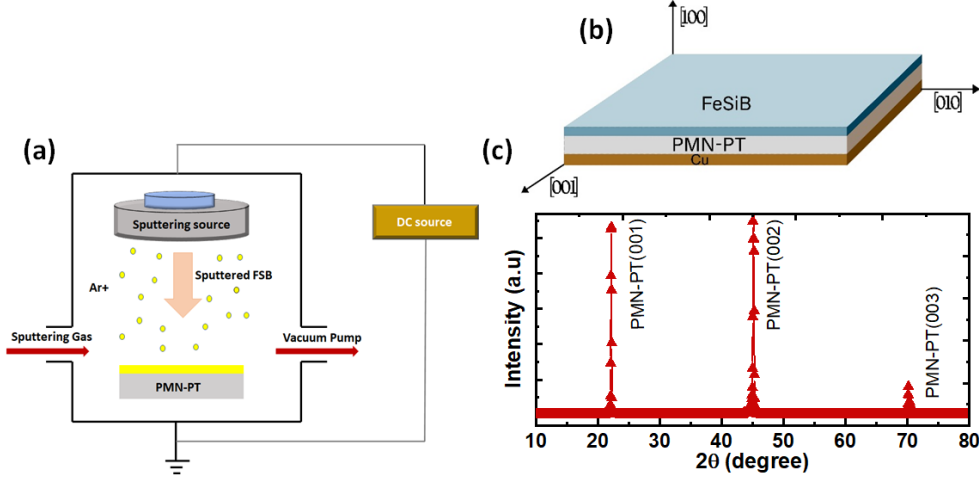 (a)
Sputtering source
DC source
Ar+
Sputtered FSB
Sputtering Gas
Vacuum Pump
PMN-PT
(b)
[100]
[010]
[001]
FeSiB
PMN-PT
Cu
(c)
Intensity (a.u)
PMN-PT(001)
PMN-PT(002)
PMN-PT(003)
10 20 30 40 50 60 70 80
2θ (degree)